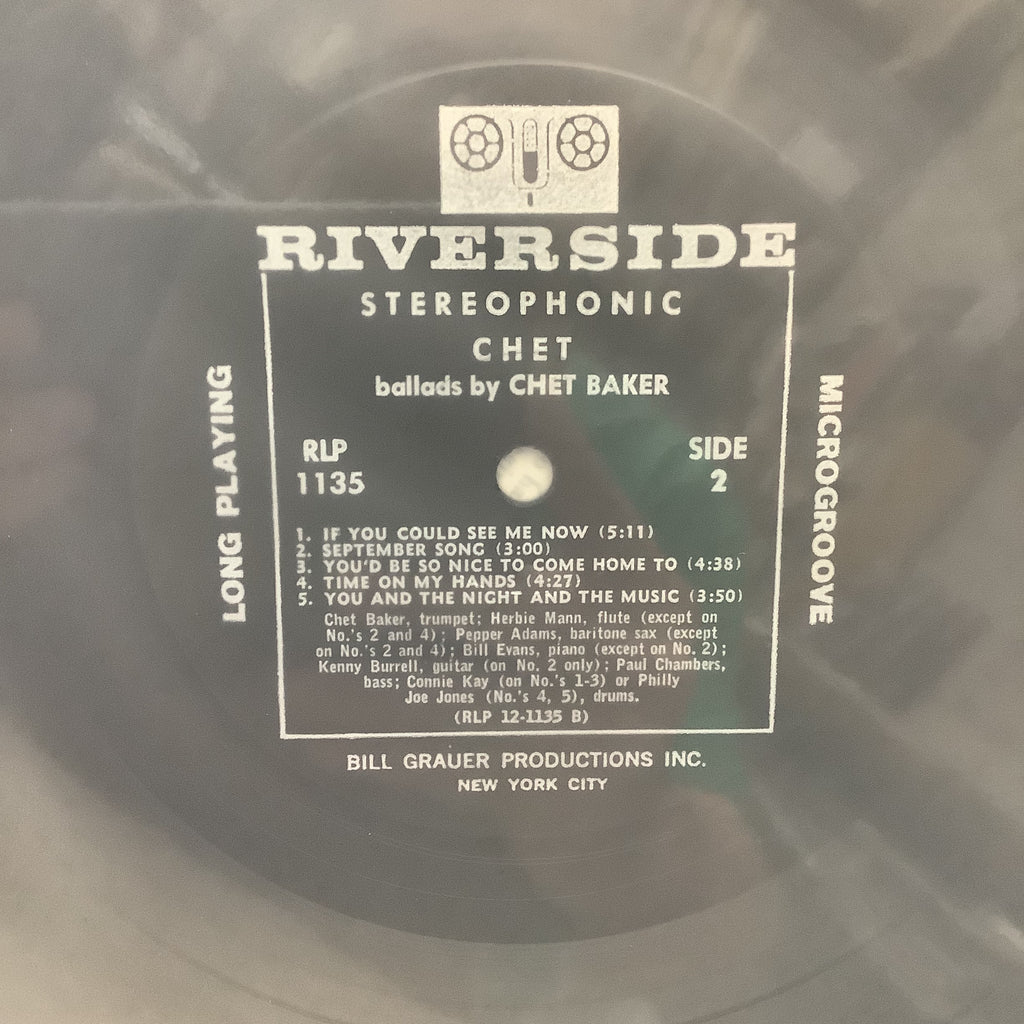 RIVERSIDE
STEREOPHONIC
CHET
ballads by CHET BAKER
LONG PLAYING
MICROGROOVE
RLP
1135
SIDE
2
1. IF YOU COULD SEE ME NOW (5:11)
2. SEPTEMBER SONG (3:00)
3. YOU'D BE SO NICE TO COME HOME TO (4:38)
4. TIME ON MY HANDS (4:27)
5. YOU AND THE NIGHT AND THE MUSIC (3:50)
Chet Baker, trumpet; Herbie Mann, flute (except on
No.'s 2 and 4); Pepper Adams, baritone sax (except
on No.'s 2 and 4); Bill Evans, piano (except on No. 2);
Kenny Burrell, guitar (on No. 2 only); Paul Chambers,
bass; Connie Kay (on No.'s 1-3) or Philly
Joe Jones (No.'s 4, 5), drums.
(RLP 12-1135 B)
BILL GRAUER PRODUCTIONS INC.
NEW YORK CITY